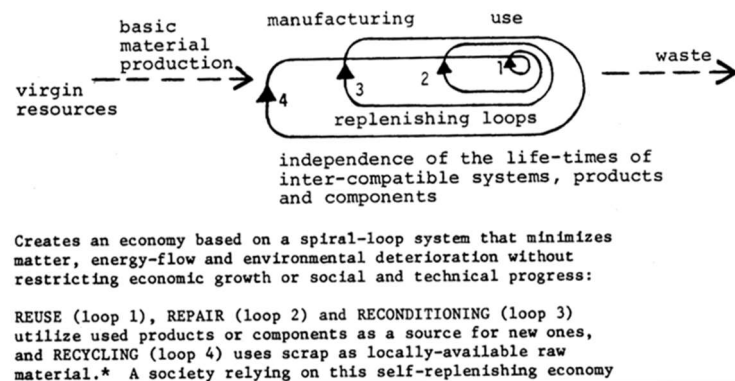 basic
material
production
manufacturing
use
waste
virgin
resources
1
2
3
4
replenishing loops
independence of the life-times of
inter-compatible systems, products
and components
Creates an economy based on a spiral-loop system that minimizes
matter, energy-flow and environmental deterioration without
restricting economic growth or social and technical progress:
REUSE (loop 1), REPAIR (loop 2) and RECONDITIONING (loop 3)
utilize used products or components as a source for new ones,
and RECYCLING (loop 4) uses scrap as locally-available raw
material.* A society relying on this self-replenishing economy